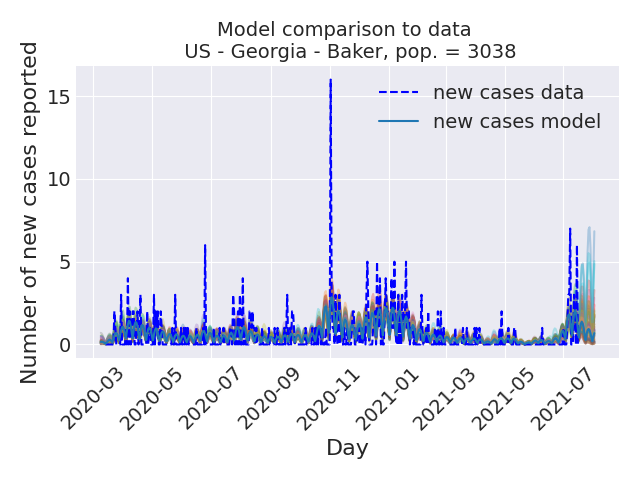 Model comparison to data
US - Georgia - Baker, pop. = 3038
Number of new cases reported
15
10
5
0
new cases data
new cases model
2020-03
2020-05
2020-07
2020-09
2020-11
2021-01
2021-03
2021-05
2021-07
Day